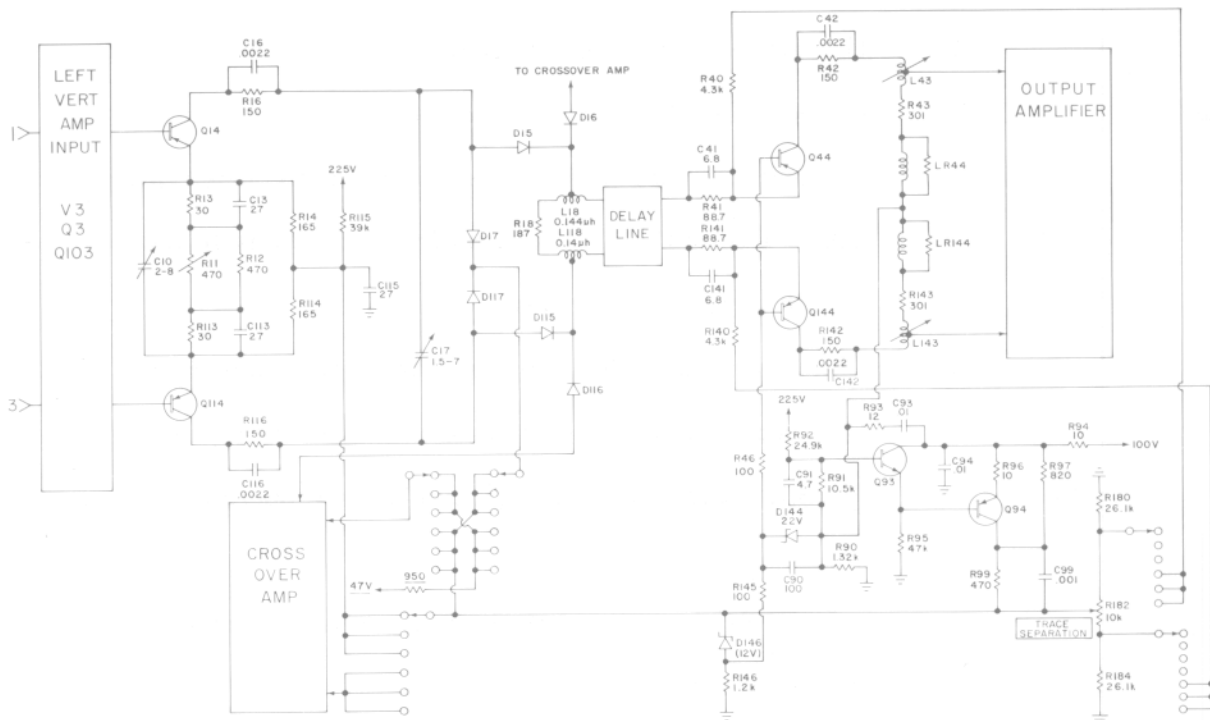 LEFT
VERT
AMP
INPUT
V3
Q3
Q103
1
3
C16
.0022
R16
150
Q14
R13
30
C13
27
R14
165
225V
R115
39k
C10
2-8
R11
470
R12
470
C115
27
R113
30
C113
27
R114
165
Q114
R116
150
C116
.0022
C17
1.5-7
D17
D117
TO CROSSOVER AMP
D16
D15
D115
D116
R18
187
L18
0.144µh
L118
0.14µh
DELAY
LINE
CROSS
OVER
AMP
47V
950
C41
6.8
R41
88.7
R141
88.7
C141
6.8
R40
4.3k
R140
4.3k
C42
.0022
R42
150
Q44
Q144
R142
150
.0022
C142
L43
R43
301
LR44
LR144
R143
301
L143
OUTPUT
AMPLIFIER
225V
R92
24.9k
C91
4.7
R91
10.5k
R46
100
D144
22V
C90
100
R90
1.32k
R145
100
D146
(12V)
R146
1.2k
R93
12
C93
.01
Q93
C94
.01
R95
47k
R96
10
R97
820
R94
10
100V
Q94
R99
470
C99
.001
R180
26.1k
R182
10k
TRACE
SEPARATION
R184
26.1k